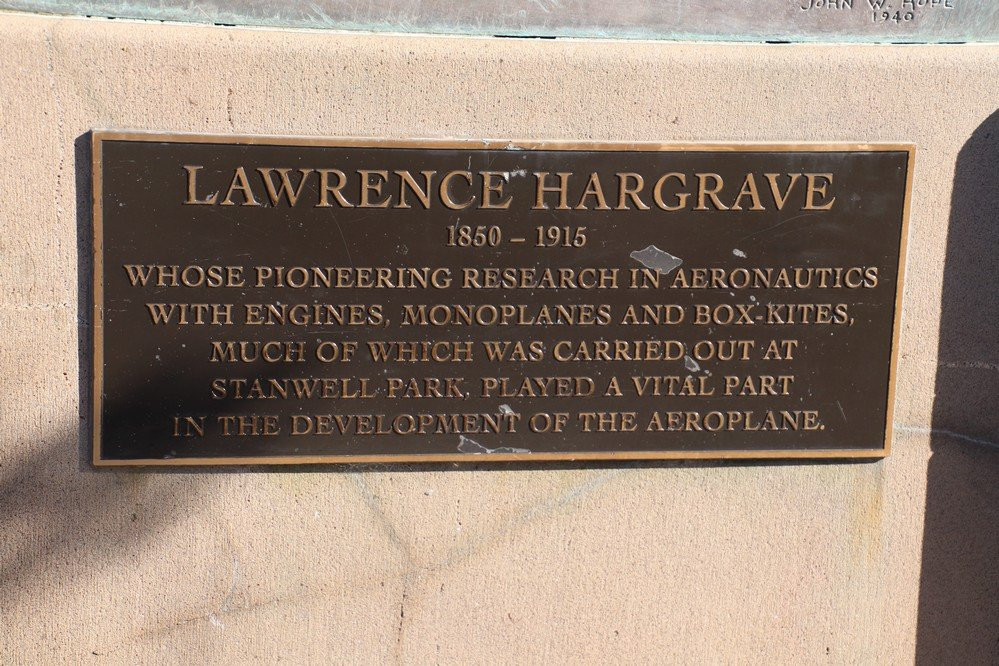 JOHN W. HOPE
1940
LAWRENCE HARGRAVE
1850 – 1915
WHOSE PIONEERING RESEARCH IN AERONAUTICS
WITH ENGINES, MONOPLANES AND BOX-KITES,
MUCH OF WHICH WAS CARRIED OUT AT
STANWELL PARK, PLAYED A VITAL PART
IN THE DEVELOPMENT OF THE AEROPLANE.